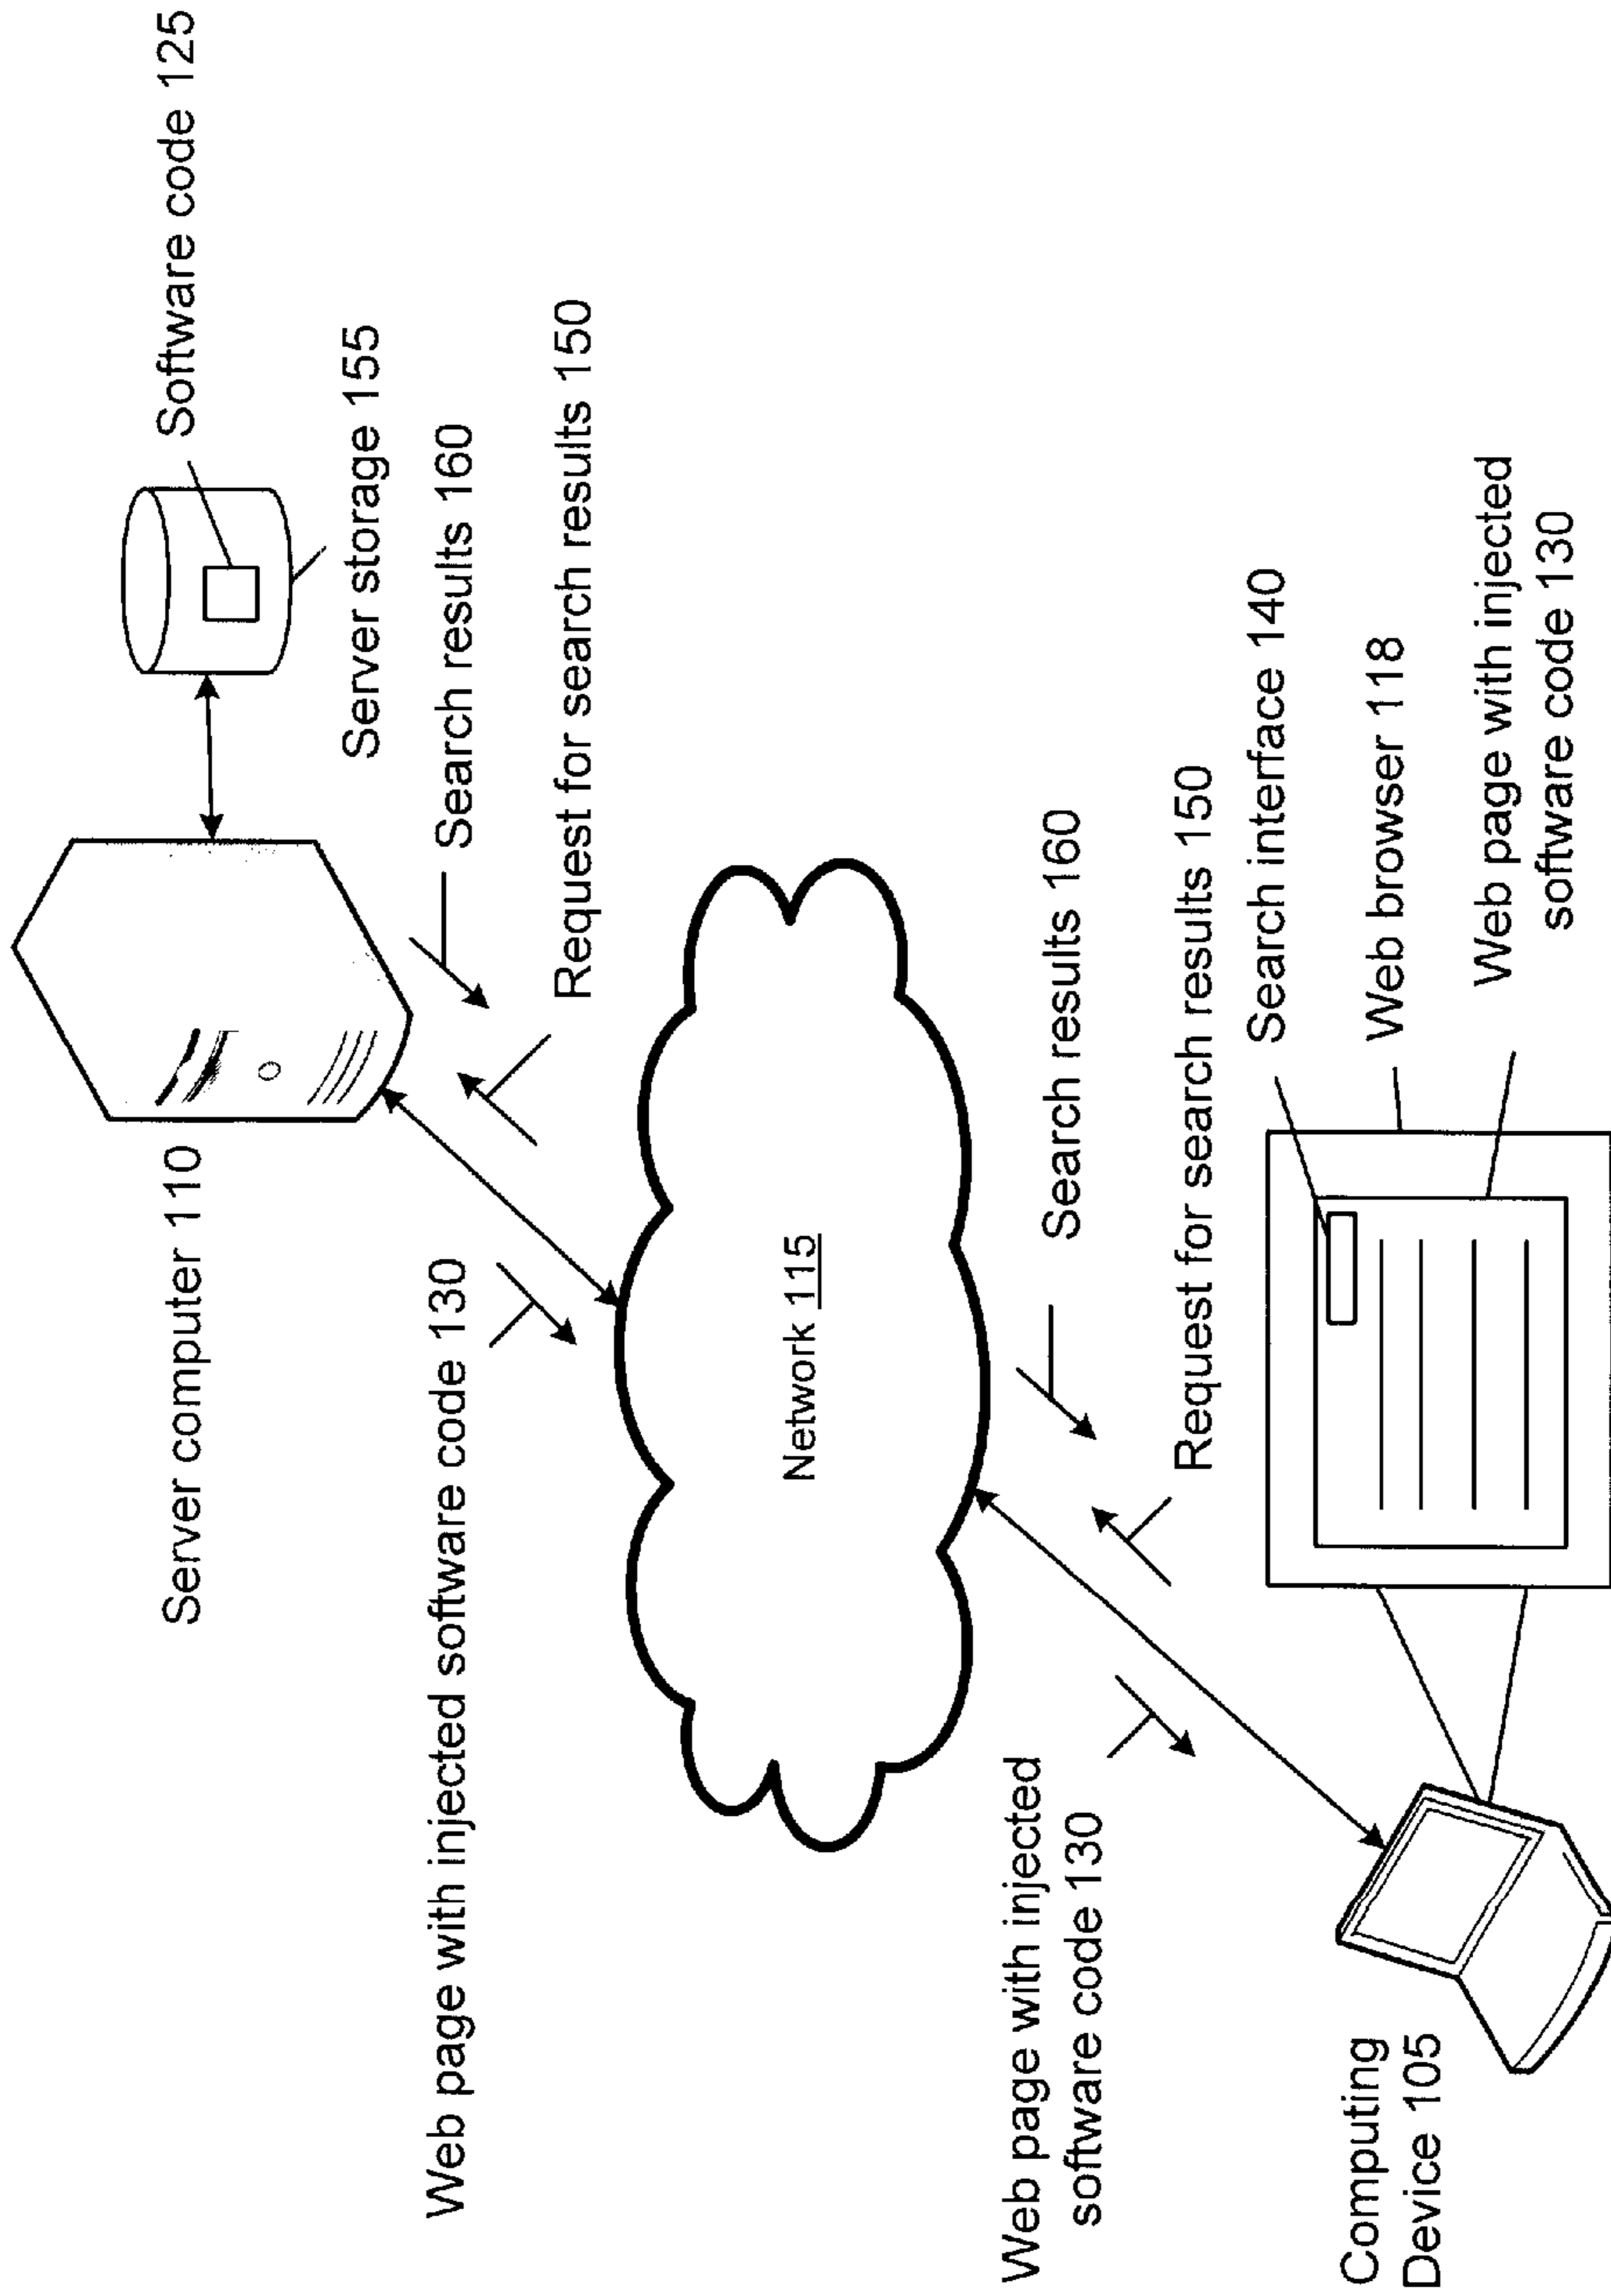 Software code 125
Server storage 155
Search results 160
Request for search results 150
Server computer 110
Web page with injected software code 130
Network 115
Search results 160
Request for search results 150
Web page with injected
software code 130
Search interface 140
Web browser 118
Web page with injected
software code 130
Computing
Device 105